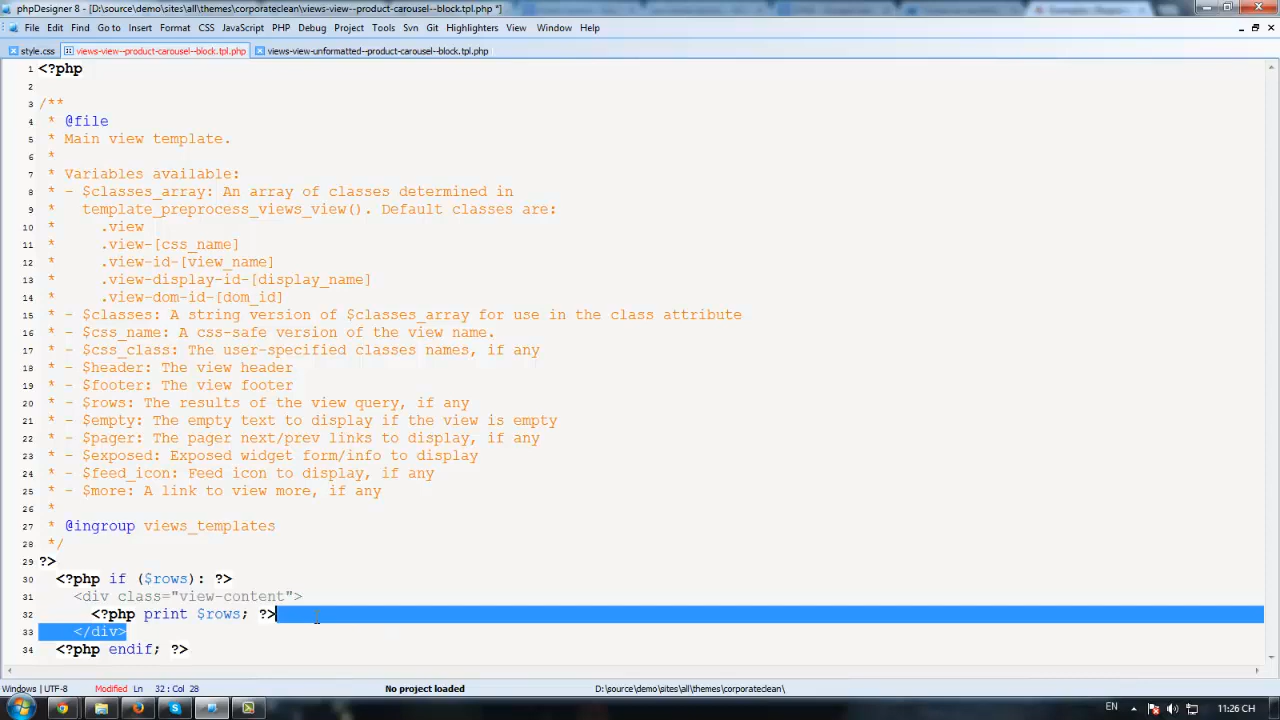 phpDesigner 8 - [D:\source\demo\sites\all\themes\corporateclean\views-view--product-carousel--block.tpl.php *]
File Edit Find Go to Insert Format CSS JavaScript PHP Debug Project Tools Svn Git Highlighters View Window Help
style.css views-view--product-carousel--block.tpl.php views-view-unformatted--product-carousel--block.tpl.php
1 <?php
2
3 /**
4 * @file
5 * Main view template.
6 *
7 * Variables available:
8 * - $classes_array: An array of classes determined in
9 * template_preprocess_views_view(). Default classes are:
10 * .view
11 * .view-[css_name]
12 * .view-id-[view_name]
13 * .view-display-id-[display_name]
14 * .view-dom-id-[dom_id]
15 * - $classes: A string version of $classes_array for use in the class attribute
16 * - $css_name: A css-safe version of the view name.
17 * - $css_class: The user-specified classes names, if any
18 * - $header: The view header
19 * - $footer: The view footer
20 * - $rows: The results of the view query, if any
21 * - $empty: The empty text to display if the view is empty
22 * - $pager: The pager next/prev links to display, if any
23 * - $exposed: Exposed widget form/info to display
24 * - $feed_icon: Feed icon to display, if any
25 * - $more: A link to view more, if any
26 *
27 * @ingroup views_templates
28 */
29 ?>
30 <?php if ($rows): ?>
31 <div class="view-content">
32 <?php print $rows; ?>
33 </div>
34 <?php endif; ?>
Windows | UTF-8 Modified Ln 32 : Col 28 No project loaded D:\source\demo\sites\all\themes\corporateclean\
EN 11:26 CH